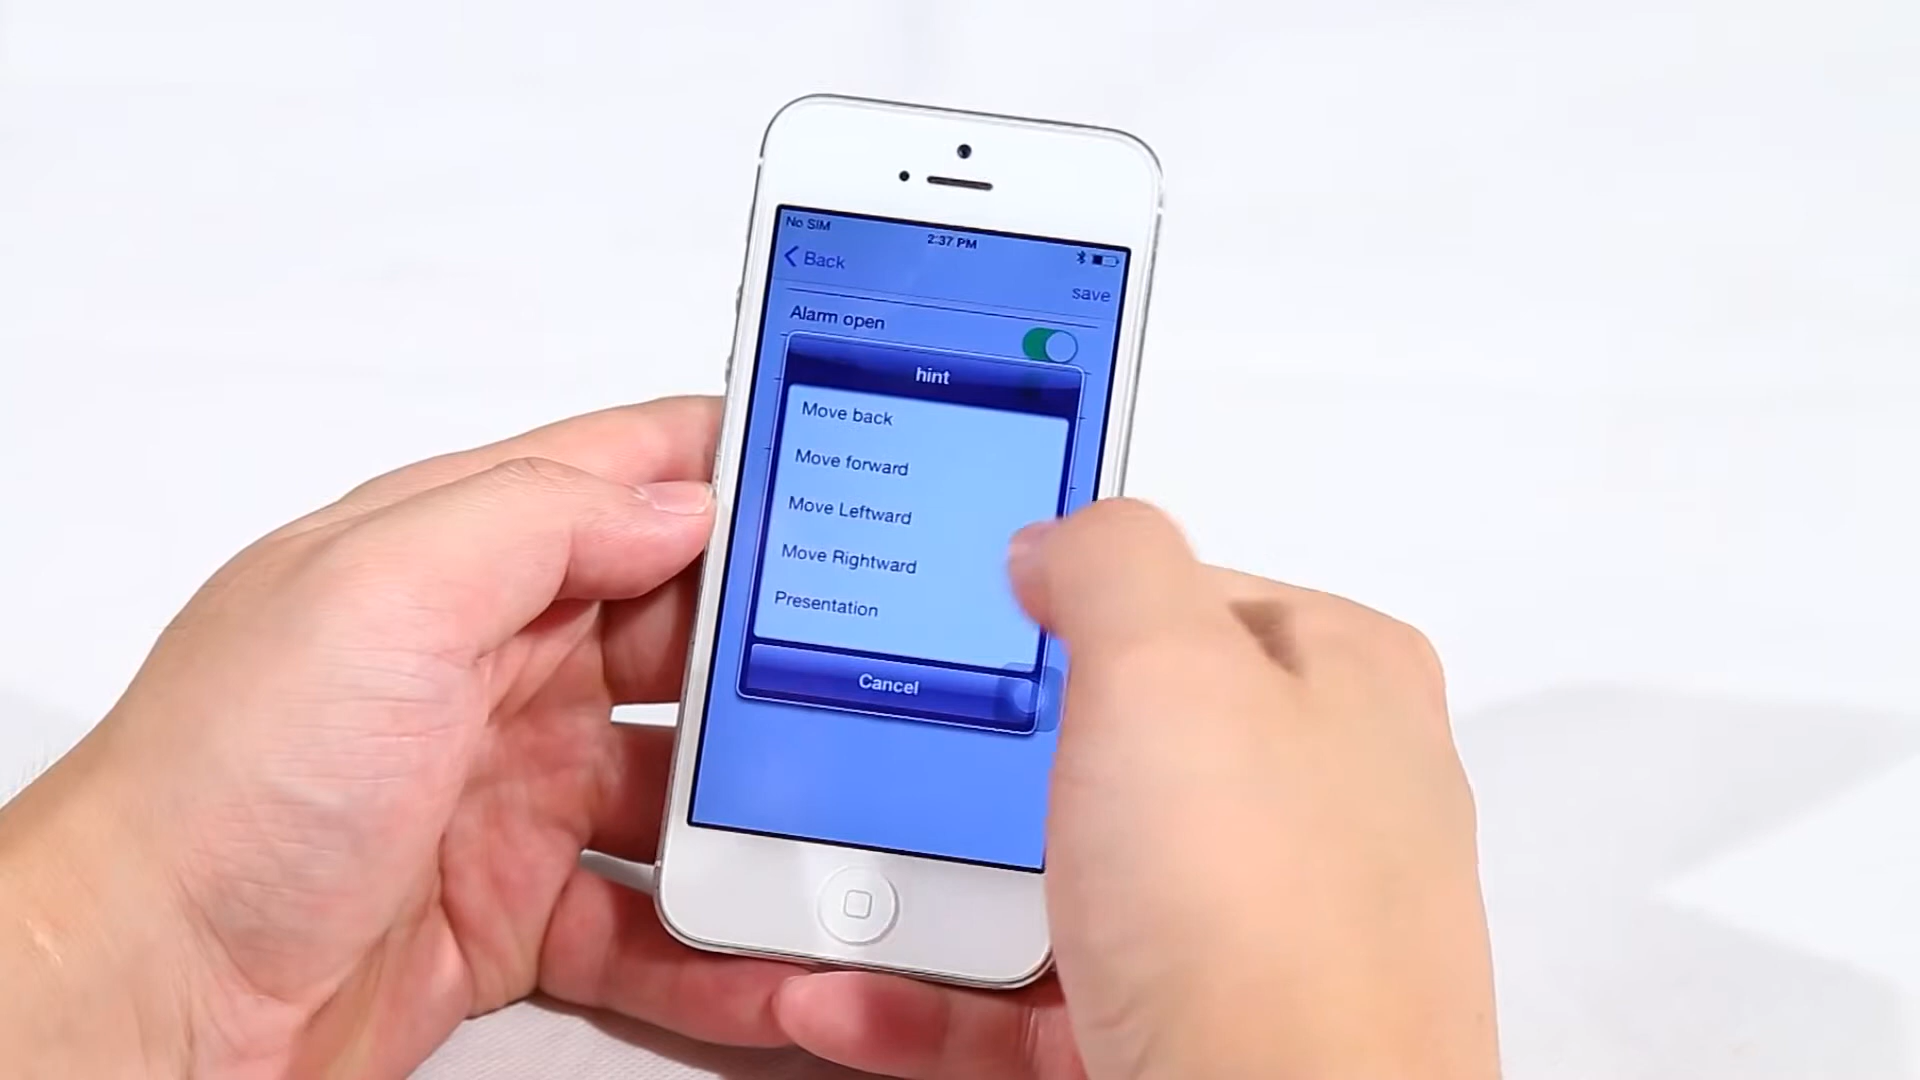 No SIM
2:37 PM
Back
save
Alarm open
hint
Move back
Move forward
Move Leftward
Move Rightward
Presentation
Cancel